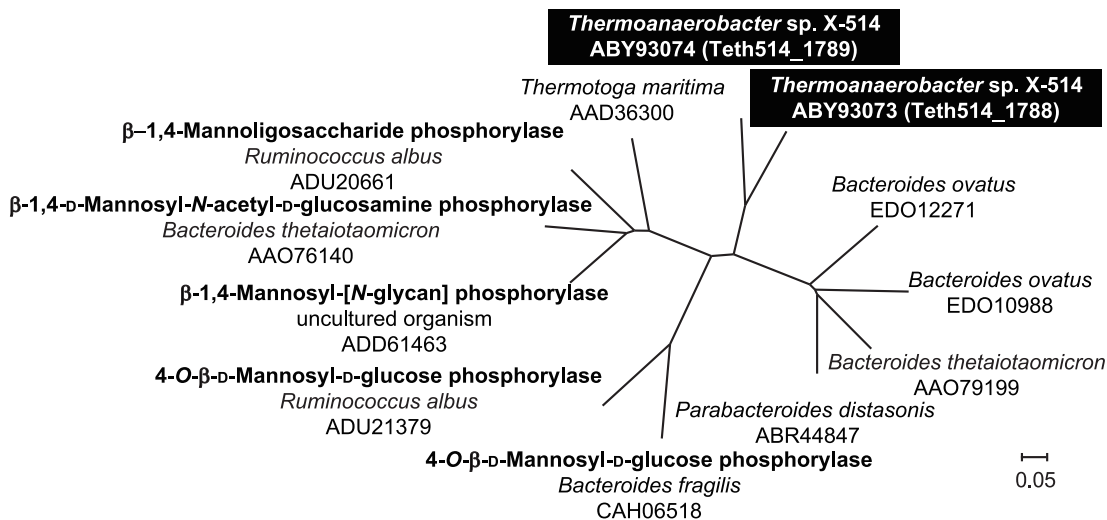 Thermoanaerobacter sp. X-514
ABY93074 (Teth514_1789)
Thermoanaerobacter sp. X-514
ABY93073 (Teth514_1788)
Thermotoga maritima
AAD36300
β–1,4-Mannoligosaccharide phosphorylase
Ruminococcus albus
ADU20661
β-1,4-D-Mannosyl-N-acetyl-D-glucosamine phosphorylase
Bacteroides thetaiotaomicron
AAO76140
β-1,4-Mannosyl-[N-glycan] phosphorylase
uncultured organism
ADD61463
4-O-β-D-Mannosyl-D-glucose phosphorylase
Ruminococcus albus
ADU21379
4-O-β-D-Mannosyl-D-glucose phosphorylase
Bacteroides fragilis
CAH06518
Bacteroides ovatus
EDO12271
Bacteroides ovatus
EDO10988
Bacteroides thetaiotaomicron
AAO79199
Parabacteroides distasonis
ABR44847
0.05